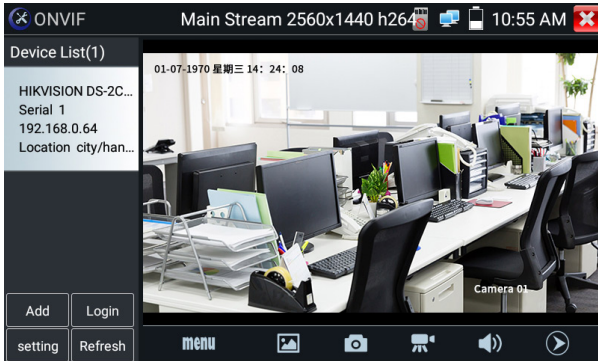 ONVIF
Main Stream 2560x1440 h264
10:55 AM
Device List(1)
HIKVISION DS-2C...
Serial 1
192.168.0.64
Location city/han...
01-07-1970 星期三 14：24：08
Camera 01
Add
Login
setting
Refresh
menu